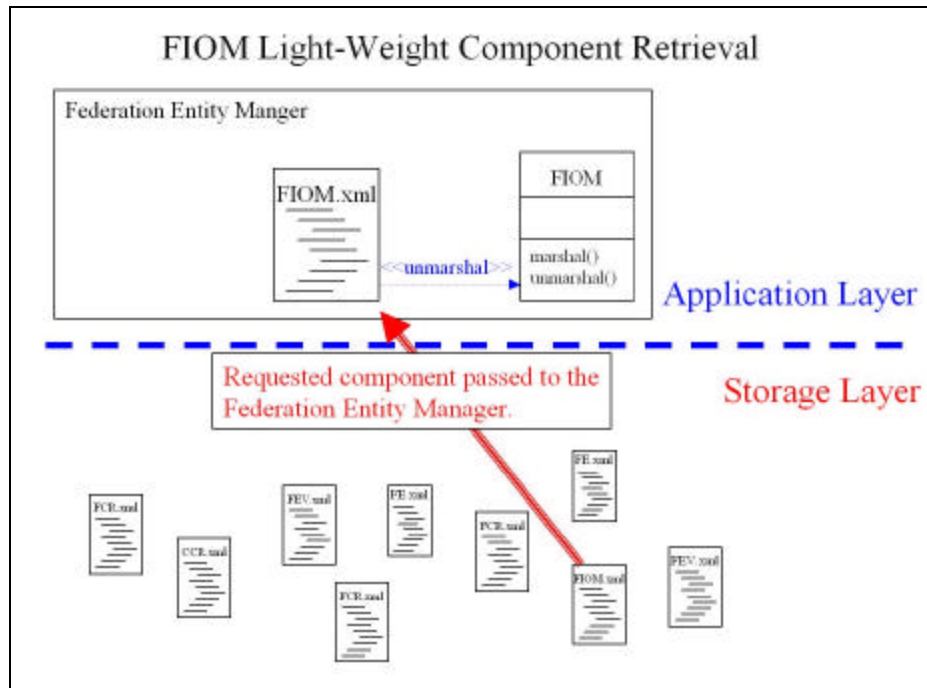 FIOM Light-Weight Component Retrieval
Federation Entity Manger
FIOM.xml
FIOM
<<unmarshal>>
marshal()
unmarshal()
Application Layer
Requested component passed to the
Federation Entity Manager.
Storage Layer
FE.xml
FCR.xml
FEV.xml
FE.xml
FCR.xml
CCR.xml
FCR.xml
FIOM.xml
FEV.xml